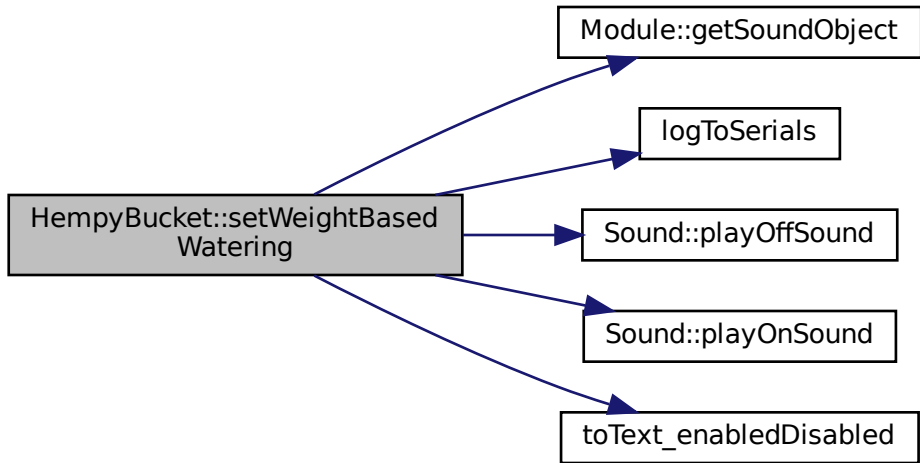 Module::getSoundObject
logToSerials
HempyBucket::setWeightBased
Watering
Sound::playOffSound
Sound::playOnSound
toText_enabledDisabled